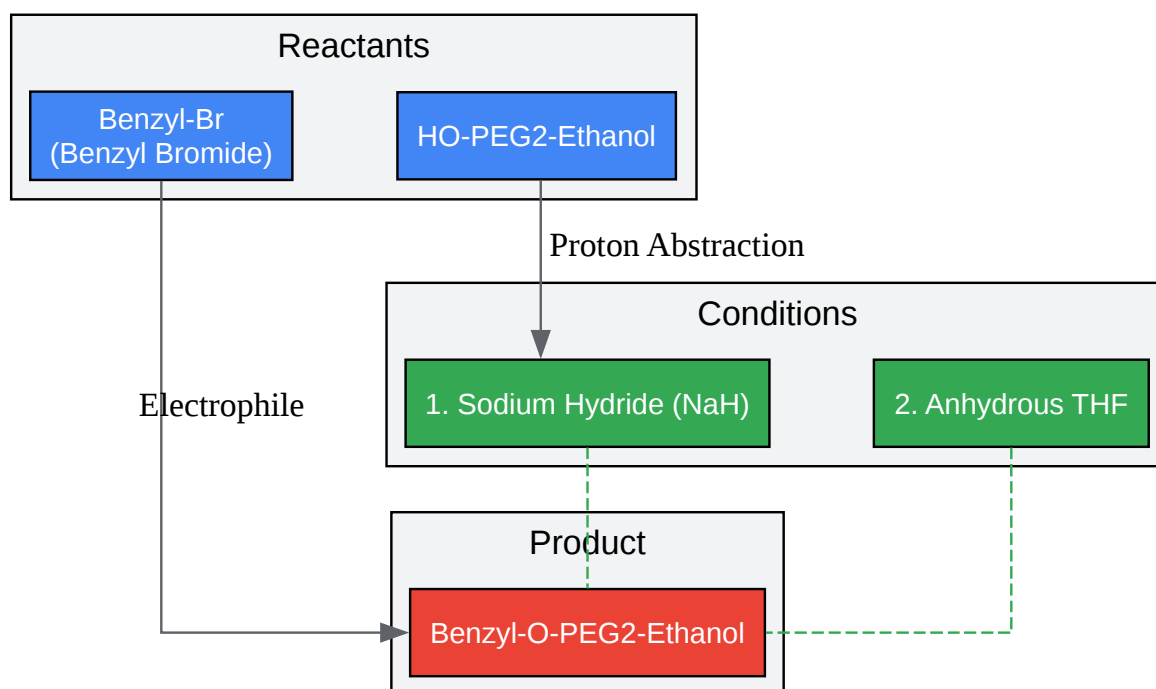 Reactants
Benzyl-Br
(Benzyl Bromide)
HO-PEG2-Ethanol
Proton Abstraction
Conditions
Electrophile
1. Sodium Hydride (NaH)
2. Anhydrous THF
Product
Benzyl-O-PEG2-Ethanol